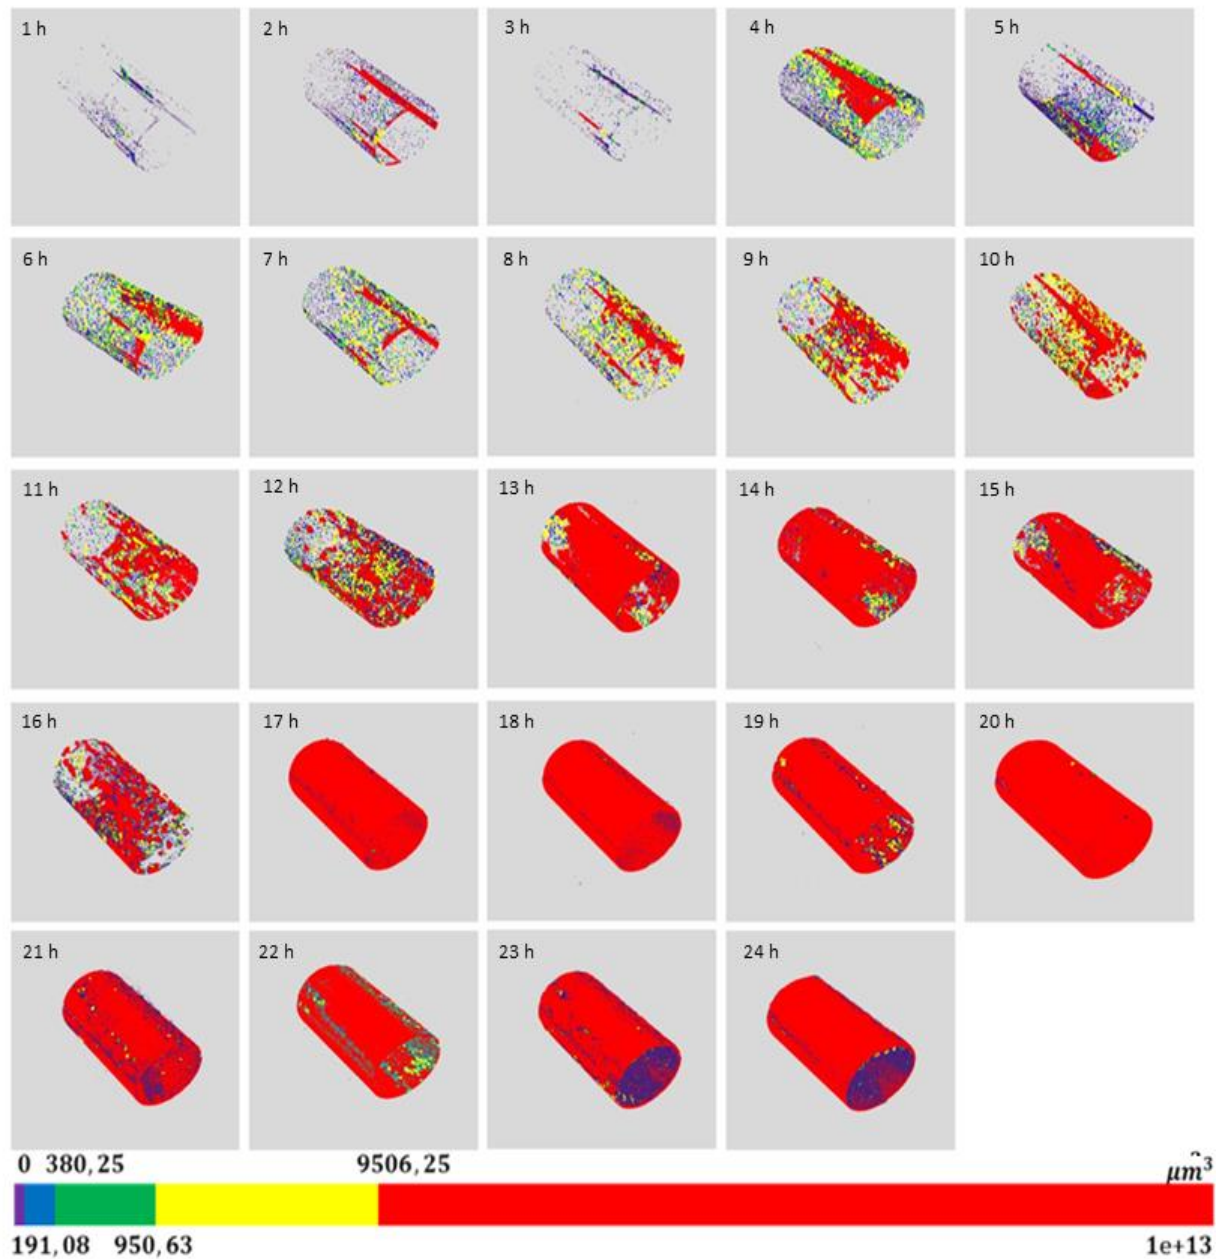 1 h
2 h
3 h
4 h
5 h
6 h
7 h
8 h
9 h
10 h
11 h
12 h
13 h
14 h
15 h
16 h
17 h
18 h
19 h
20 h
21 h
22 h
23 h
24 h
0 380,25 9506,25 μm³
191,08 950,63 1e+13